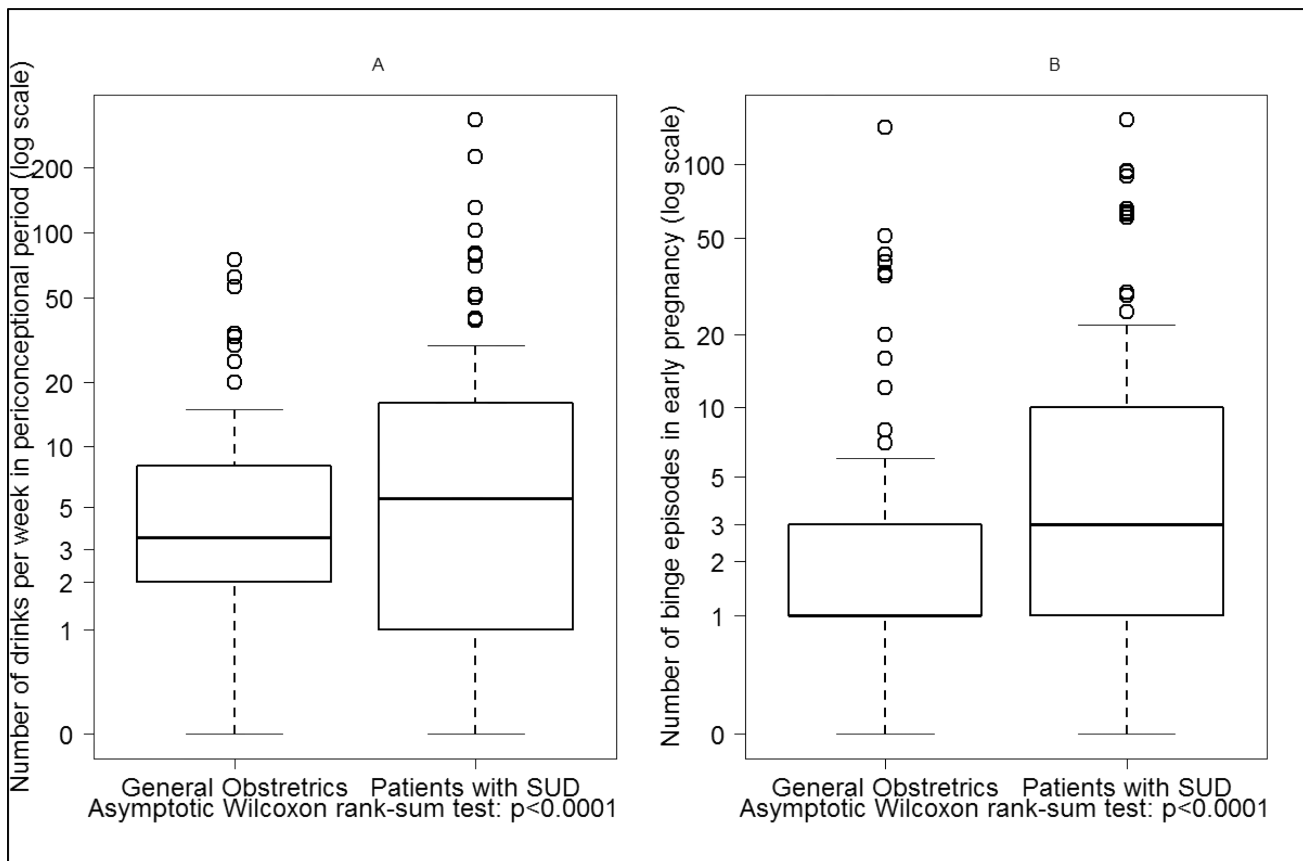 A
Number of drinks per week in periconceptional period (log scale)
200
100
50
20
10
5
3
2
1
0
General Obstretrics Patients with SUD
Asymptotic Wilcoxon rank-sum test: p<0.0001
B
Number of binge episodes in early pregnancy (log scale)
100
50
20
10
5
3
2
1
0
General Obstretrics Patients with SUD
Asymptotic Wilcoxon rank-sum test: p<0.0001